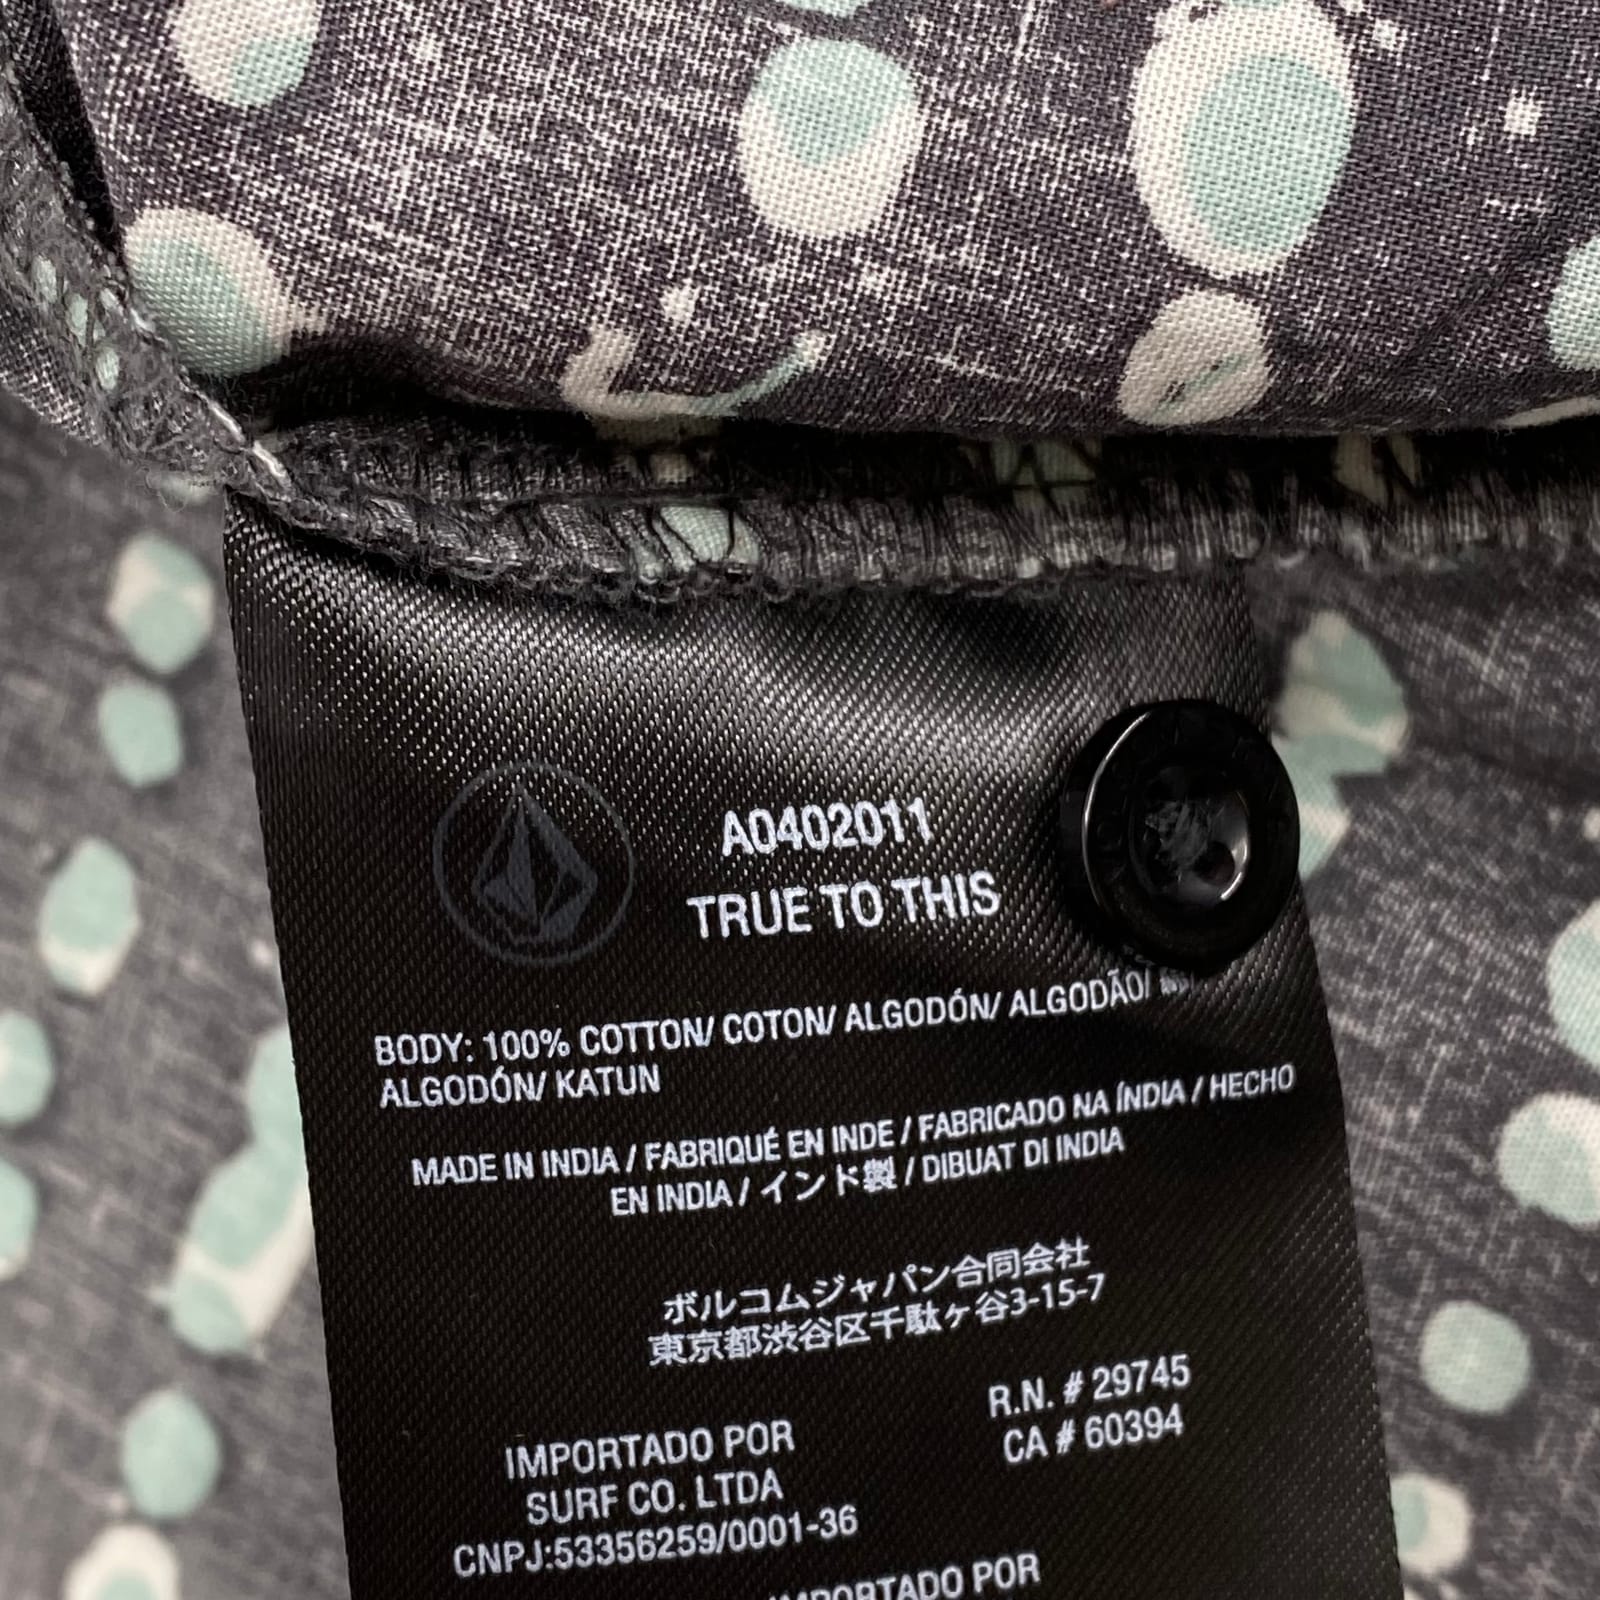 A0402011
TRUE TO THIS
BODY: 100% COTTON/ COTON/ ALGODÓN/ ALGODÃO/
ALGODÓN/ KATUN
MADE IN INDIA / FABRIQUÉ EN INDE / FABRICADO NA ÍNDIA / HECHO
EN INDIA / インド製 / DIBUAT DI INDIA
ボルコムジャパン合同会社
東京都渋谷区千駄ヶ谷3-15-7
R.N. # 29745
CA # 60394
IMPORTADO POR
SURF CO. LTDA
CNPJ:53356259/0001-36
IMPORTADO POR